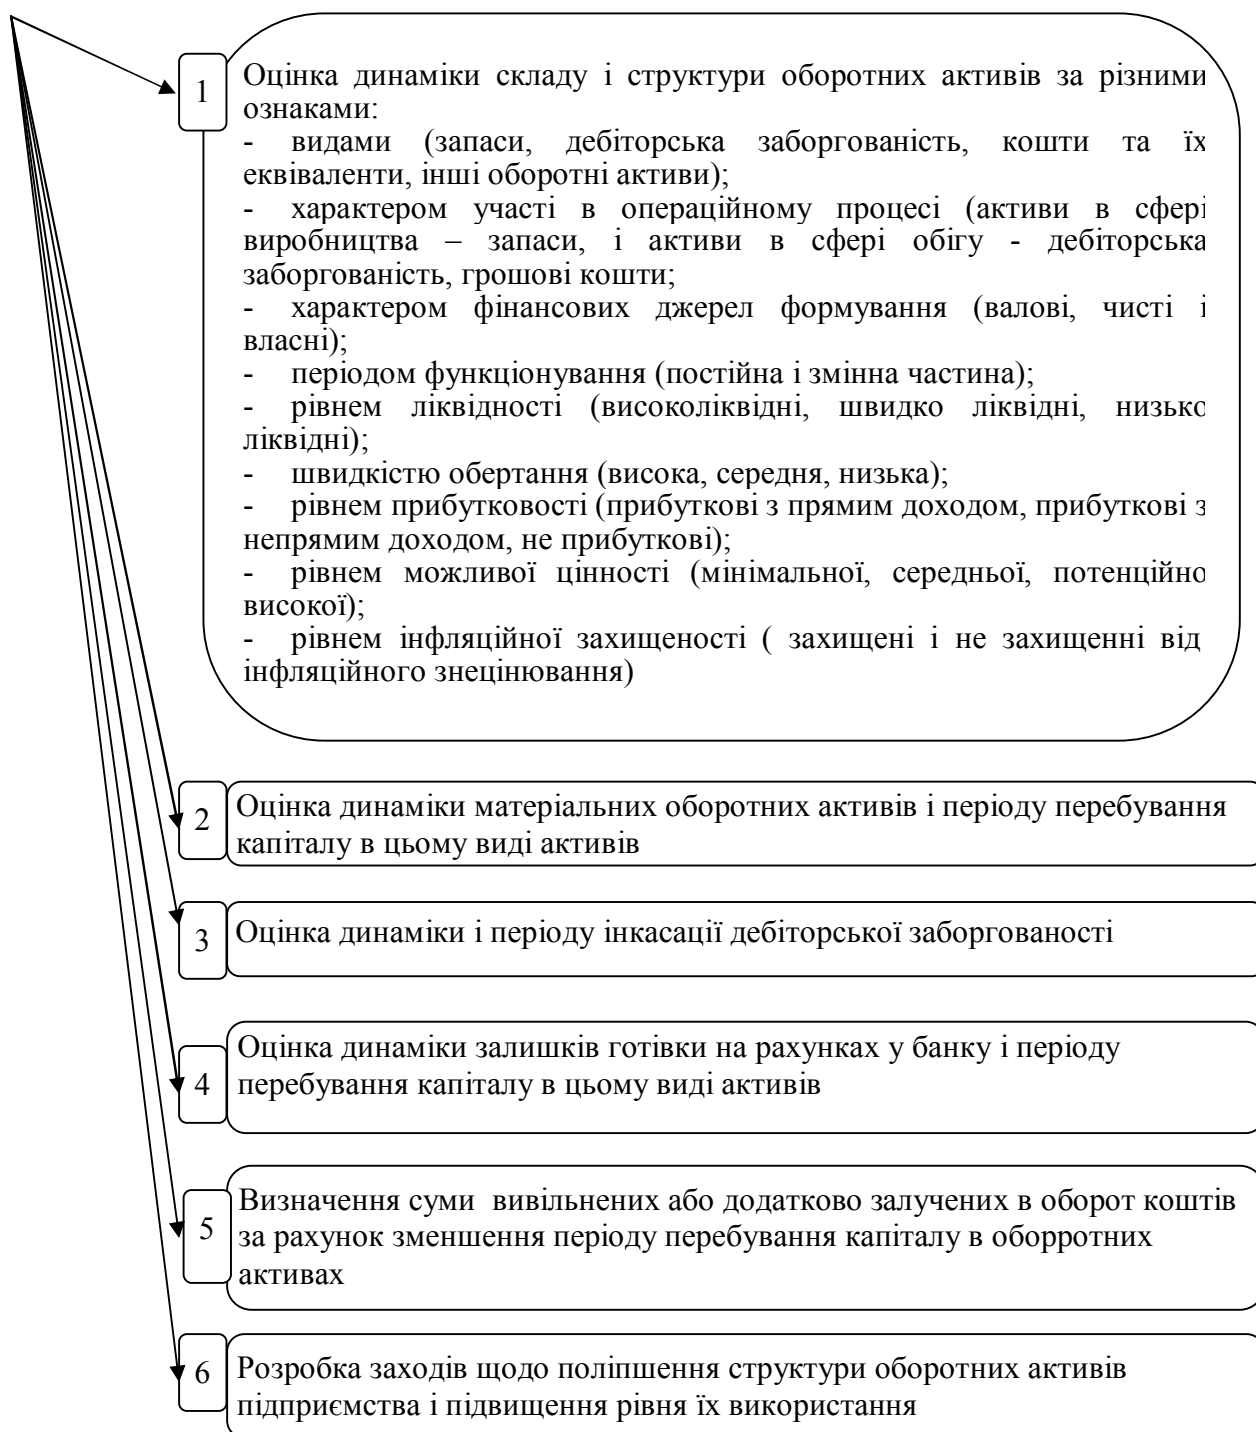 1
Оцінка динаміки складу і структури оборотних активів за різними
ознаками:
- видами (запаси, дебіторська заборгованість, кошти та їх
еквіваленти, інші оборотні активи);
- характером участі в операційному процесі (активи в сфері
виробництва – запаси, і активи в сфері обігу - дебіторська
заборгованість, грошові кошти;
- характером фінансових джерел формування (валові, чисті і
власні);
- періодом функціонування (постійна і змінна частина);
- рівнем ліквідності (високоліквідні, швидко ліквідні, низько
ліквідні);
- швидкістю обертання (висока, середня, низька);
- рівнем прибутковості (прибуткові з прямим доходом, прибуткові з
непрямим доходом, не прибуткові);
- рівнем можливої цінності (мінімальної, середньої, потенційно
високої);
- рівнем інфляційної захищеності ( захищені і не захищенні від
інфляційного знецінювання)
2
Оцінка динаміки матеріальних оборотних активів і періоду перебування
капіталу в цьому виді активів
3
Оцінка динаміки і періоду інкасації дебіторської заборгованості
4
Оцінка динаміки залишків готівки на рахунках у банку і періоду
перебування капіталу в цьому виді активів
5
Визначення суми вивільнених або додатково залучених в оборот коштів
за рахунок зменшення періоду перебування капіталу в оборротних
активах
6
Розробка заходів щодо поліпшення структури оборотних активів
підприємства і підвищення рівня їх використання